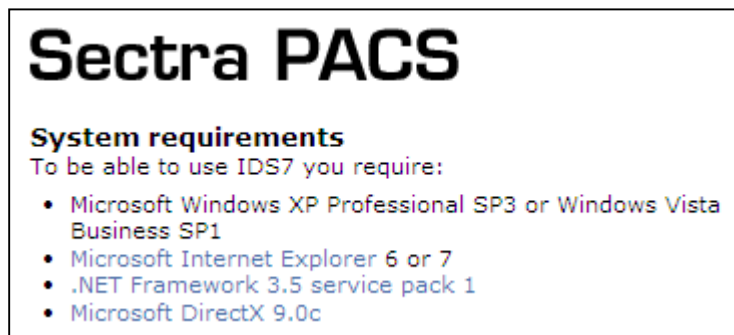 Sectra PACS
System requirements
To be able to use IDS7 you require:
• Microsoft Windows XP Professional SP3 or Windows Vista
Business SP1
• Microsoft Internet Explorer 6 or 7
• .NET Framework 3.5 service pack 1
• Microsoft DirectX 9.0c